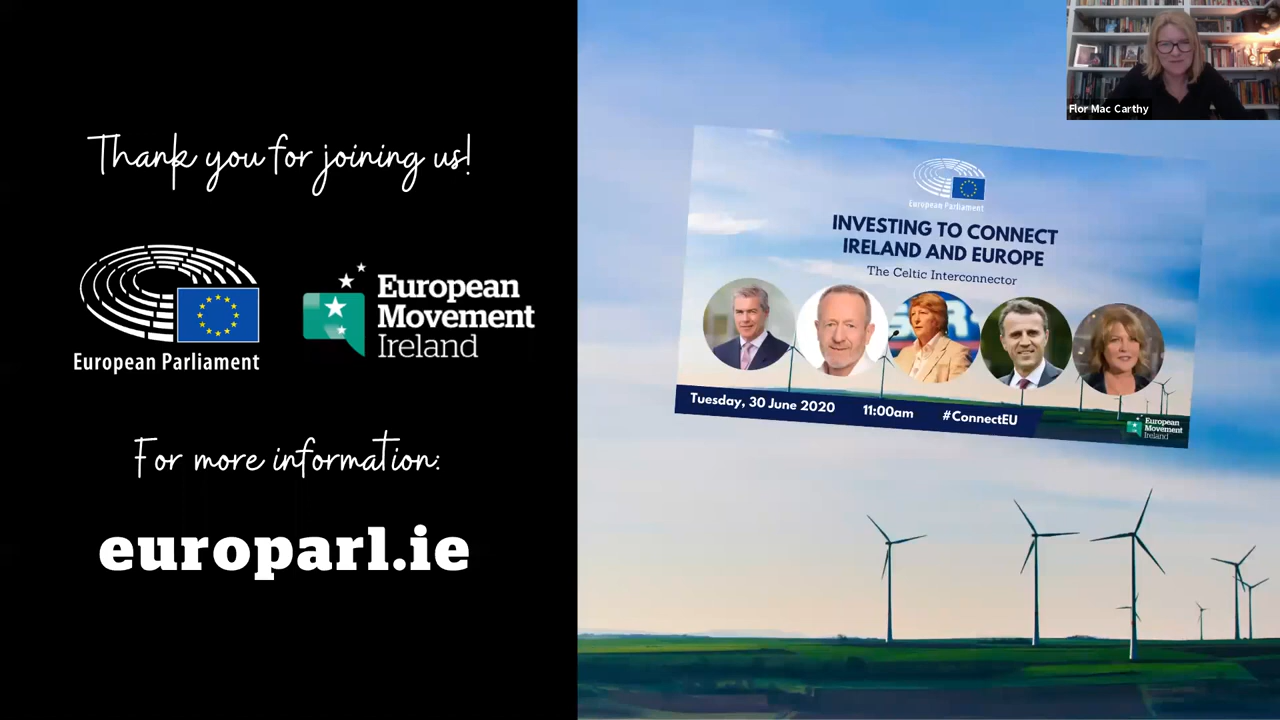 Thank you for joining us!
European Parliament
European
Movement
Ireland
For more information:
europarl.ie
Flor Mac Carthy
European Parliament
INVESTING TO CONNECT
IRELAND AND EUROPE
The Celtic Interconnector
Tuesday, 30 June 2020 11:00am #ConnectEU
European
Movement
Ireland